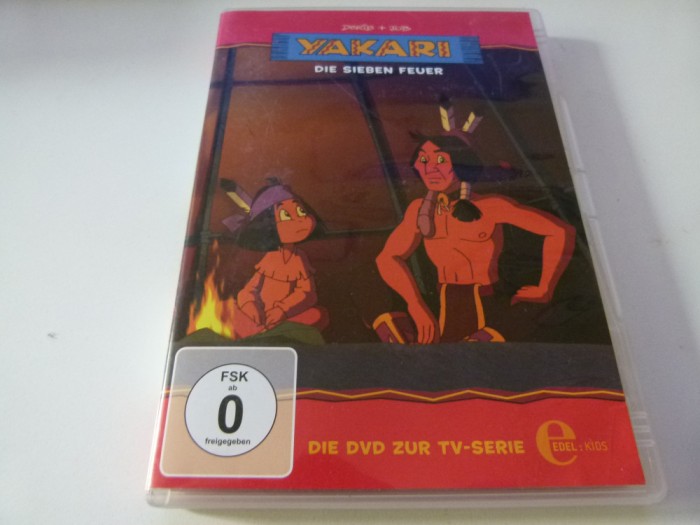 YAKARI
DIE SIEBEN FEUER
FSK
ab
0
freigegeben
DIE DVD ZUR TV-SERIE
e
EDEL:KIDS